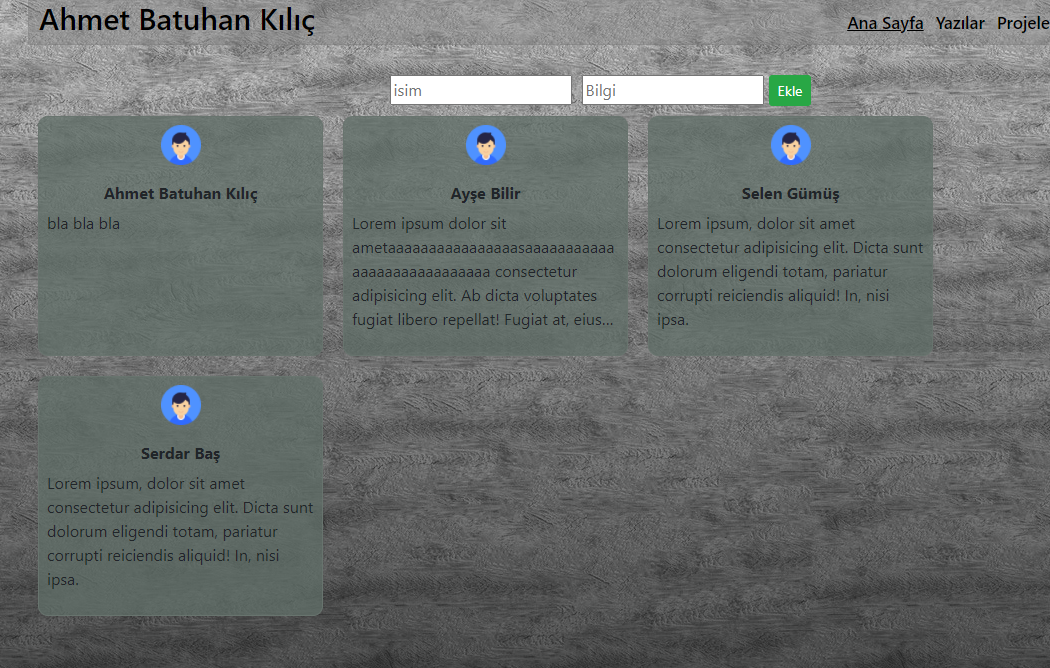 Ahmet Batuhan Kılıç
Ana Sayfa Yazılar Projele
isim Bilgi Ekle
Ahmet Batuhan Kılıç
bla bla bla
Ayşe Bilir
Lorem ipsum dolor sit
ametaaaaaaaaaaaaaaaasaaaaaaaaaaa
aaaaaaaaaaaaaaaaa consectetur
adipisicing elit. Ab dicta voluptates
fugiat libero repellat! Fugiat at, eius...
Selen Gümüş
Lorem ipsum, dolor sit amet
consectetur adipisicing elit. Dicta sunt
dolorum eligendi totam, pariatur
corrupti reiciendis aliquid! In, nisi
ipsa.
Serdar Baş
Lorem ipsum, dolor sit amet
consectetur adipisicing elit. Dicta sunt
dolorum eligendi totam, pariatur
corrupti reiciendis aliquid! In, nisi
ipsa.